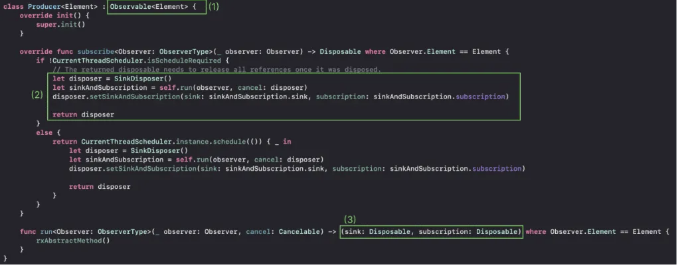 class Producer<Element> : Observable<Element> { (1)
override init() {
super.init()
}
override func subscribe<Observer: ObserverType>(_ observer: Observer) -> Disposable where Observer.Element == Element {
if !CurrentThreadScheduler.isScheduleRequired {
// The returned disposable needs to release all references once it was disposed.
let disposer = SinkDisposer()
let sinkAndSubscription = self.run(observer, cancel: disposer)
(2) disposer.setSinkAndSubscription(sink: sinkAndSubscription.sink, subscription: sinkAndSubscription.subscription)
return disposer
}
else {
return CurrentThreadScheduler.instance.schedule(()) { _ in
let disposer = SinkDisposer()
let sinkAndSubscription = self.run(observer, cancel: disposer)
disposer.setSinkAndSubscription(sink: sinkAndSubscription.sink, subscription: sinkAndSubscription.subscription)
return disposer
}
}
}
(3)
func run<Observer: ObserverType>(_ observer: Observer, cancel: Cancelable) -> (sink: Disposable, subscription: Disposable) where Observer.Element == Element {
rxAbstractMethod()
}
}